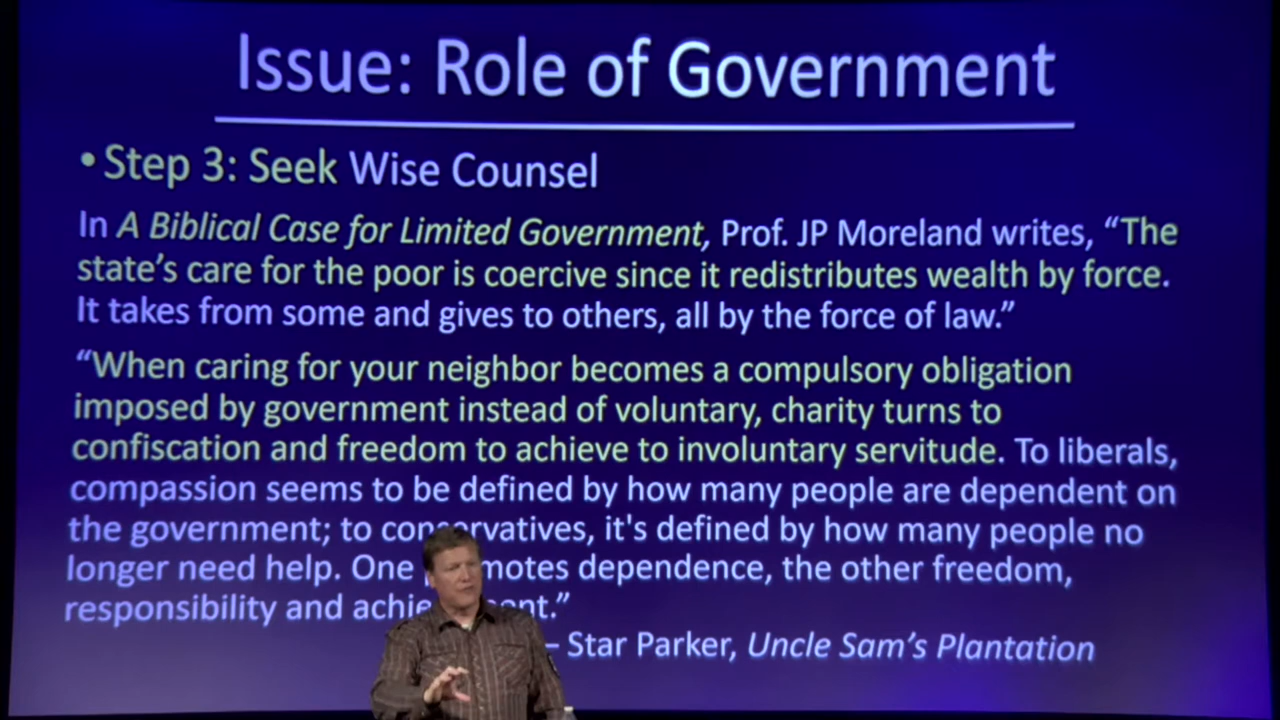 Issue: Role of Government
• Step 3: Seek Wise Counsel
In A Biblical Case for Limited Government, Prof. JP Moreland writes, “The
state’s care for the poor is coercive since it redistributes wealth by force.
It takes from some and gives to others, all by the force of law.”
“When caring for your neighbor becomes a compulsory obligation
imposed by government instead of voluntary, charity turns to
confiscation and freedom to achieve to involuntary servitude. To liberals,
compassion seems to be defined by how many people are dependent on
the government; to conservatives, it's defined by how many people no
longer need help. One promotes dependence, the other freedom,
responsibility and achievement.”
– Star Parker, Uncle Sam’s Plantation